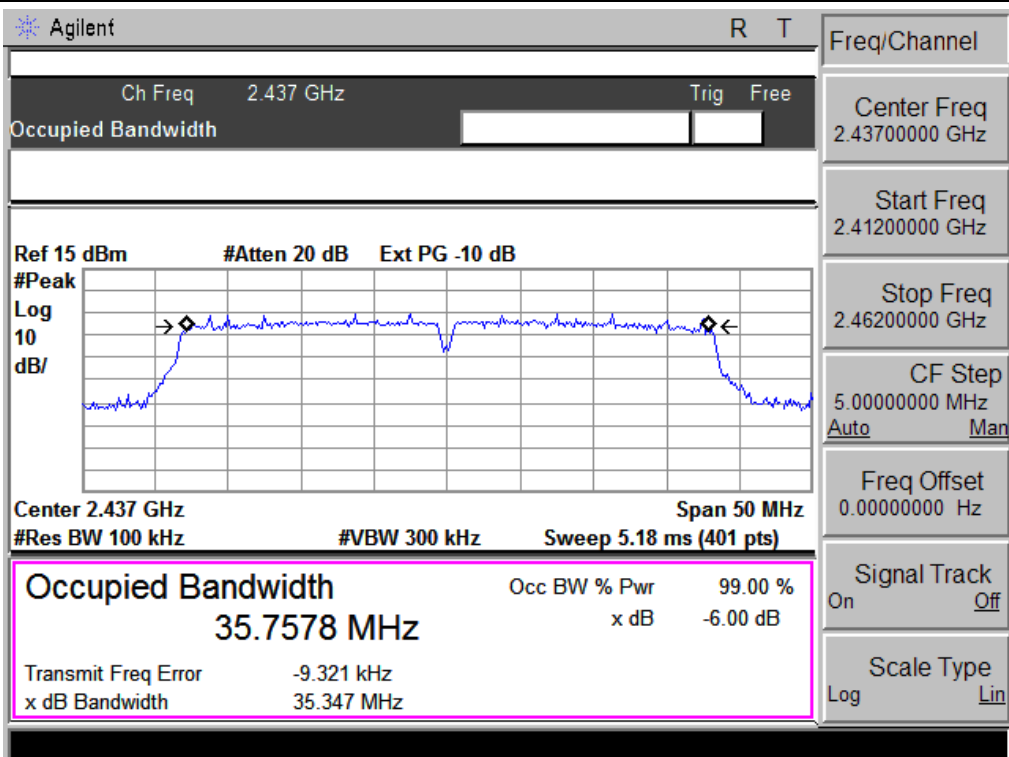 Agilent R T
Ch Freq 2.437 GHz Trig Free
Occupied Bandwidth
Ref 15 dBm #Atten 20 dB Ext PG -10 dB
#Peak
Log
10
dB/
Center 2.437 GHz Span 50 MHz
#Res BW 100 kHz #VBW 300 kHz Sweep 5.18 ms (401 pts)
Occupied Bandwidth Occ BW % Pwr 99.00 %
35.7578 MHz x dB -6.00 dB
Transmit Freq Error -9.321 kHz
x dB Bandwidth 35.347 MHz
Freq/Channel
Center Freq
2.43700000 GHz
Start Freq
2.41200000 GHz
Stop Freq
2.46200000 GHz
CF Step
5.00000000 MHz
Auto Man
Freq Offset
0.00000000 Hz
Signal Track
On Off
Scale Type
Log Lin